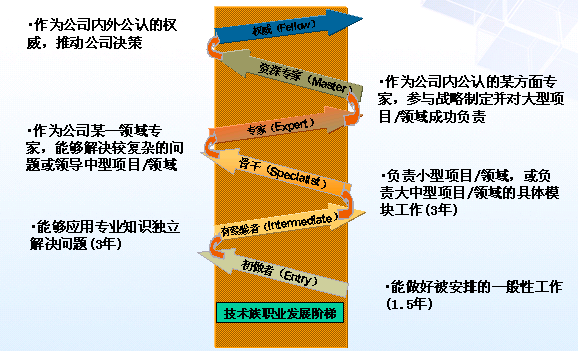 ·作为公司内外公认的权
威，推动公司决策
权威 (Fellow)
资深专家 (Master)
·作为公司内公认的某方面专
家，参与战略制定并对大型项
目/领域成功负责
·作为公司某一领域专
家，能够解决较复杂的问
题或领导中型项目/领域
专家 (Expert)
骨干 (Specialist)
·负责小型项目/领域，或负
责大中型项目/领域的具体模
块工作(3年)
·能够应用专业知识独立
解决问题(3年)
有经验者 (Intermediate)
初做者 (Entry)
·能做好被安排的一般性工作
(1.5年)
技术族职业发展阶梯